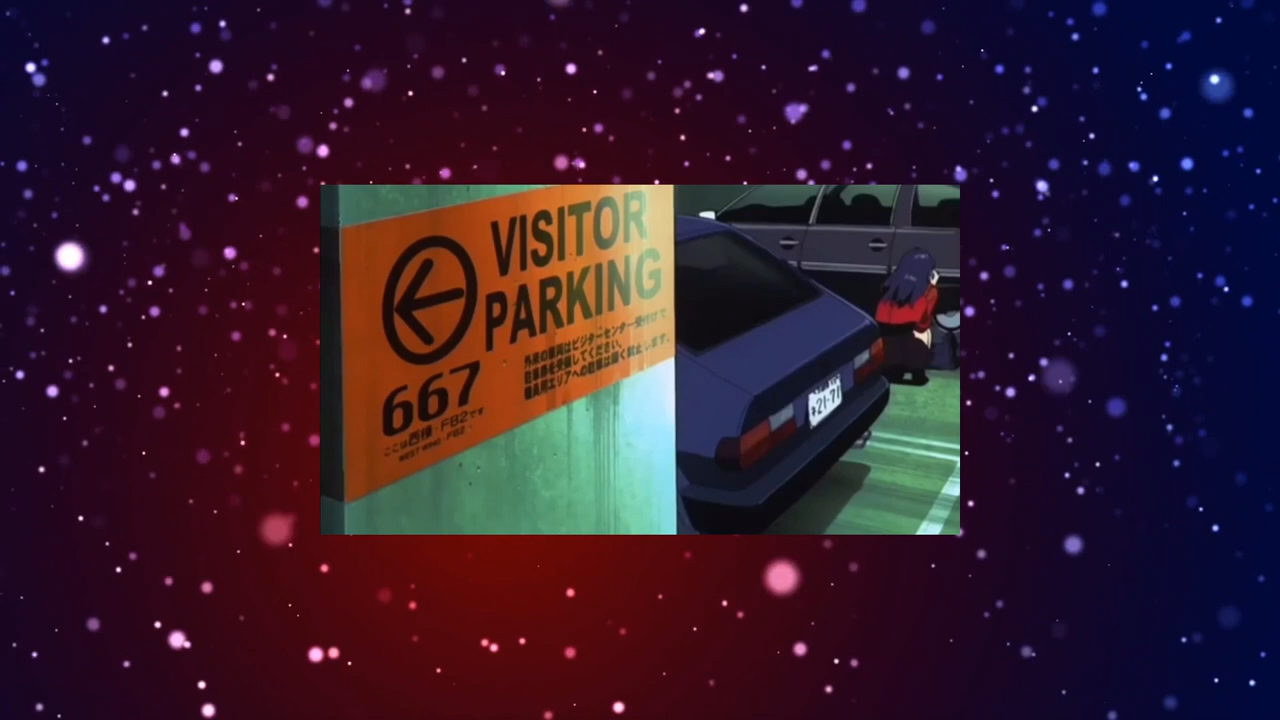 VISITOR
PARKING
外来の車両はビジターセンター受付けで
駐車券を受領してください。
職員用エリアへの駐車は固く禁止します。
667
ここは西棟・FB2です
WEST WING・FB2・
21-71